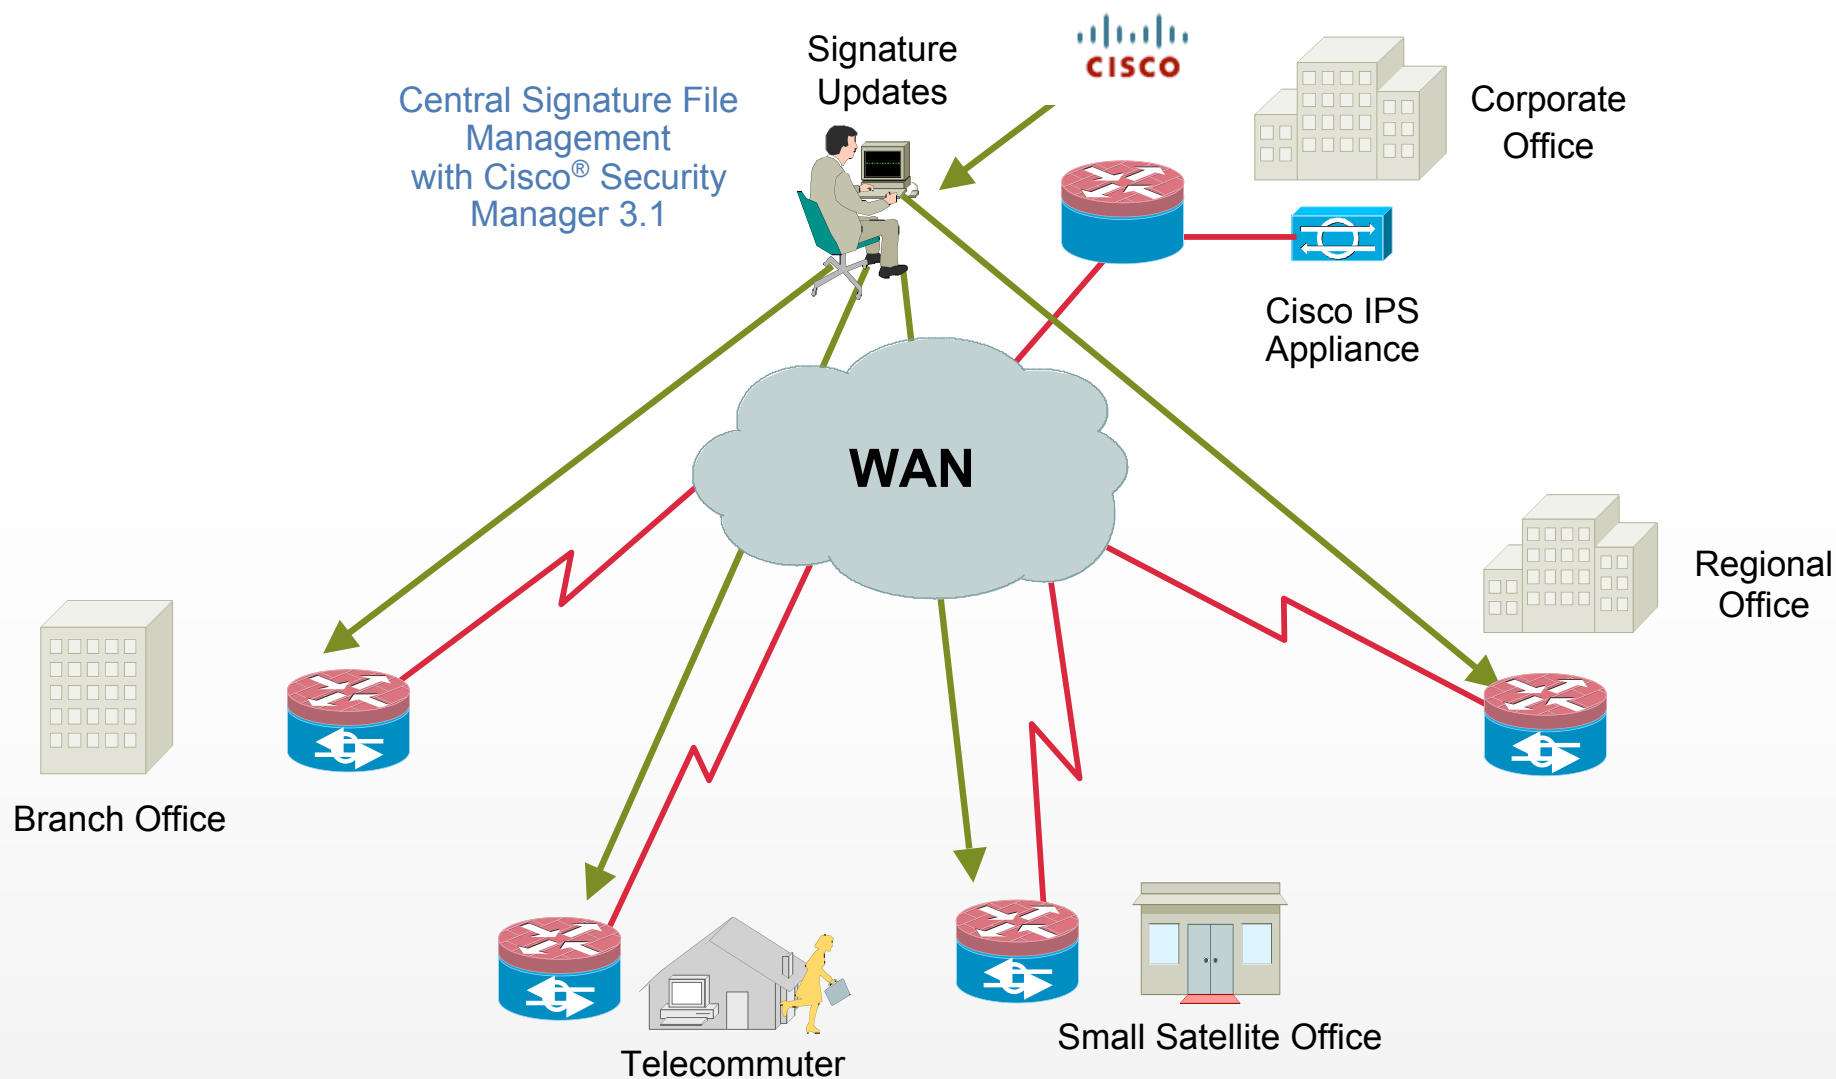 Signature
Updates
CISCO
Central Signature File
Management
with Cisco® Security
Manager 3.1
Corporate
Office
Cisco IPS
Appliance
WAN
Regional
Office
Branch Office
Small Satellite Office
Telecommuter